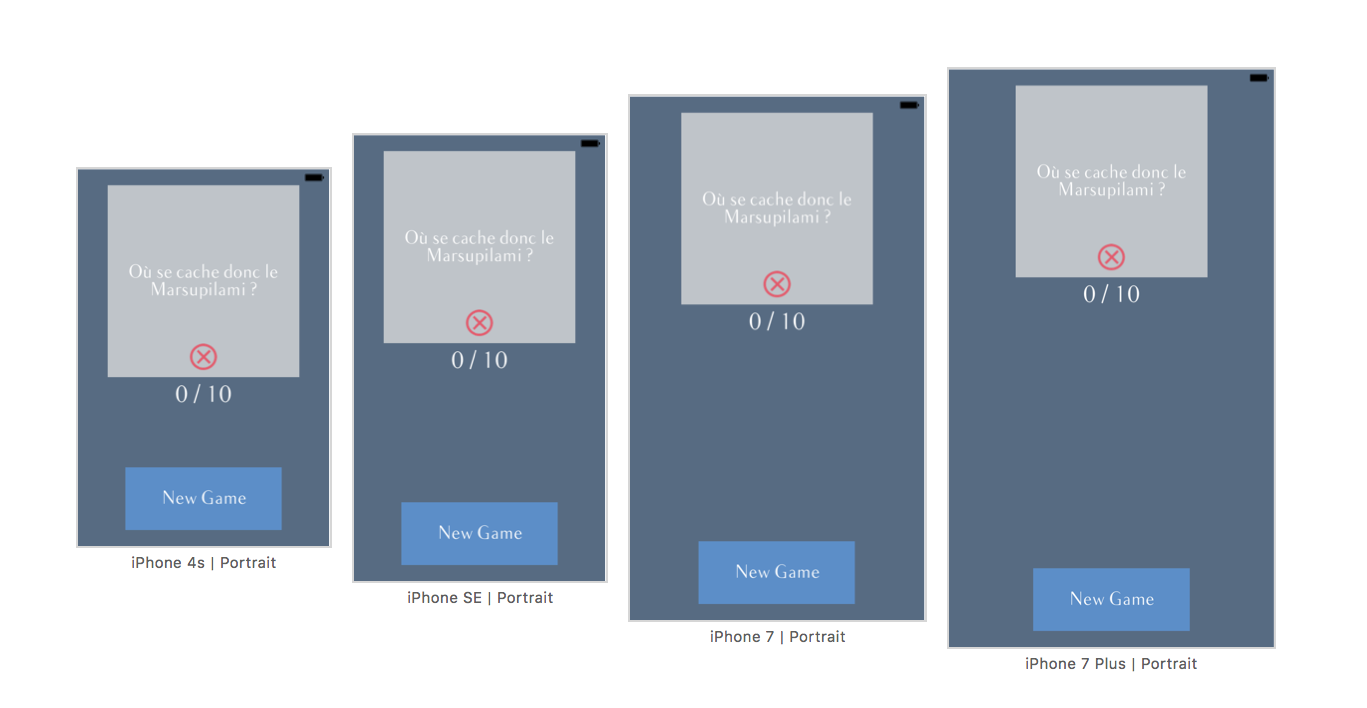 Où se cache donc le
Marsupilami ?
0 / 10
New Game
iPhone 4s | Portrait
Où se cache donc le
Marsupilami ?
0 / 10
New Game
iPhone SE | Portrait
Où se cache donc le
Marsupilami ?
0 / 10
New Game
iPhone 7 | Portrait
Où se cache donc le
Marsupilami ?
0 / 10
New Game
iPhone 7 Plus | Portrait